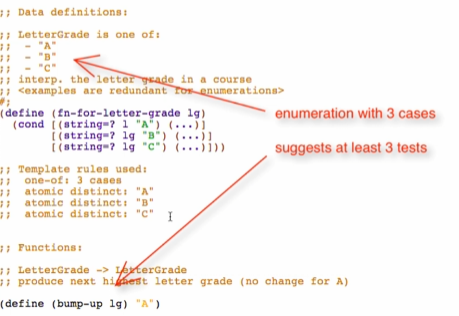 ;; Data definitions:
;; LetterGrade is one of:
;;  - "A"
;;  - "B"
;;  - "C"
;; interp. the letter grade in a course
;; <examples are redundant for enumerations>
#;
(define (fn-for-letter-grade lg)
  (cond [(string=? l "A") (...)]
        [(string=? lg "B") (...)]
        [(string=? lg "C") (...)]))
enumeration with 3 cases
suggests at least 3 tests
;; Template rules used:
;;  one-of: 3 cases
;;  atomic distinct: "A"
;;  atomic distinct: "B"
;;  atomic distinct: "C"
;; Functions:
;; LetterGrade -> LetterGrade
;; produce next highest letter grade (no change for A)
(define (bump-up lg) "A")